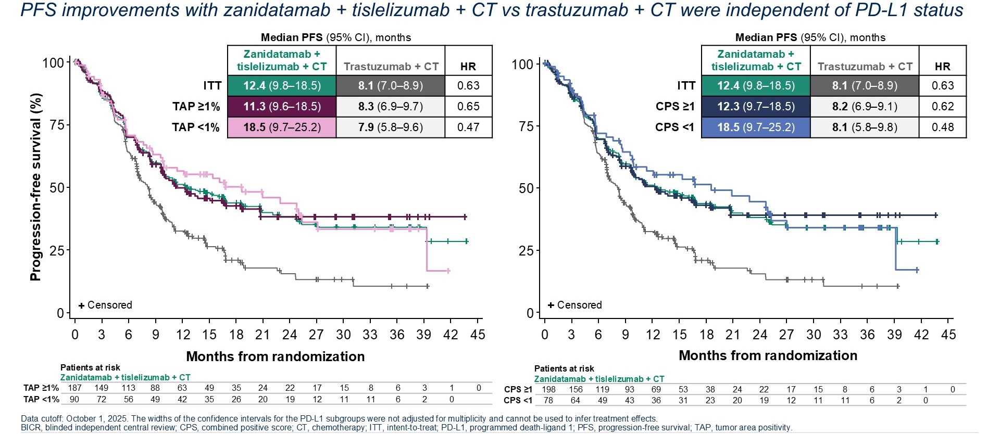 PFS improvements with zanidatamab + tislelizumab + CT vs trastuzumab + CT were independent of PD-L1 status
Median PFS (95% CI), months
Zanidatamab + tislelizumab + CT Trastuzumab + CT HR
ITT 12.4 (9.8–18.5) 8.1 (7.0–8.9) 0.63
TAP ≥1% 11.3 (9.6–18.5) 8.3 (6.9–9.7) 0.65
TAP <1% 18.5 (9.7–25.2) 7.9 (5.8–9.6) 0.47
Progression-free survival (%)
100
75
50
25
0
+ Censored
0 3 6 9 12 15 18 21 24 27 30 33 36 39 42 45
Months from randomization
Patients at risk
Zanidatamab + tislelizumab + CT
TAP ≥1% 187 149 113 88 63 49 35 24 22 17 15 8 6 3 1 0
TAP <1% 90 72 56 49 42 35 26 20 19 12 11 11 6 2 0
Median PFS (95% CI), months
Zanidatamab + tislelizumab + CT Trastuzumab + CT HR
ITT 12.4 (9.8–18.5) 8.1 (7.0–8.9) 0.63
CPS ≥1 12.3 (9.7–18.5) 8.2 (6.9–9.1) 0.62
CPS <1 18.5 (9.7–25.2) 8.1 (5.8–9.8) 0.48
100
75
50
25
0
+ Censored
0 3 6 9 12 15 18 21 24 27 30 33 36 39 42 45
Months from randomization
Patients at risk
Zanidatamab + tislelizumab + CT
CPS ≥1 198 156 119 93 69 53 38 24 22 17 15 8 6 3 1 0
CPS <1 78 64 49 43 36 31 23 20 19 12 11 11 6 2 0
Data cutoff: October 1, 2025. The widths of the confidence intervals for the PD-L1 subgroups were not adjusted for multiplicity and cannot be used to infer treatment effects.
BICR, blinded independent central review; CPS, combined positive score; CT, chemotherapy; ITT, intent-to-treat; PD-L1, programmed death-ligand 1; PFS, progression-free survival; TAP, tumor area positivity.